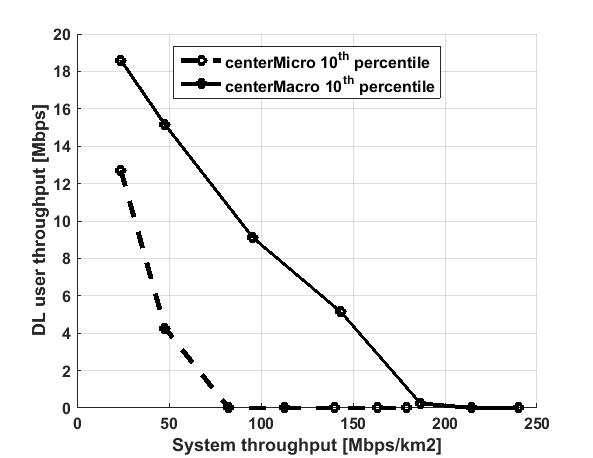 20
18
16
14
12
10
8
6
4
2
0
DL user throughput [Mbps]
centerMicro 10th percentile
centerMacro 10th percentile
0 50 100 150 200 250
System throughput [Mbps/km2]